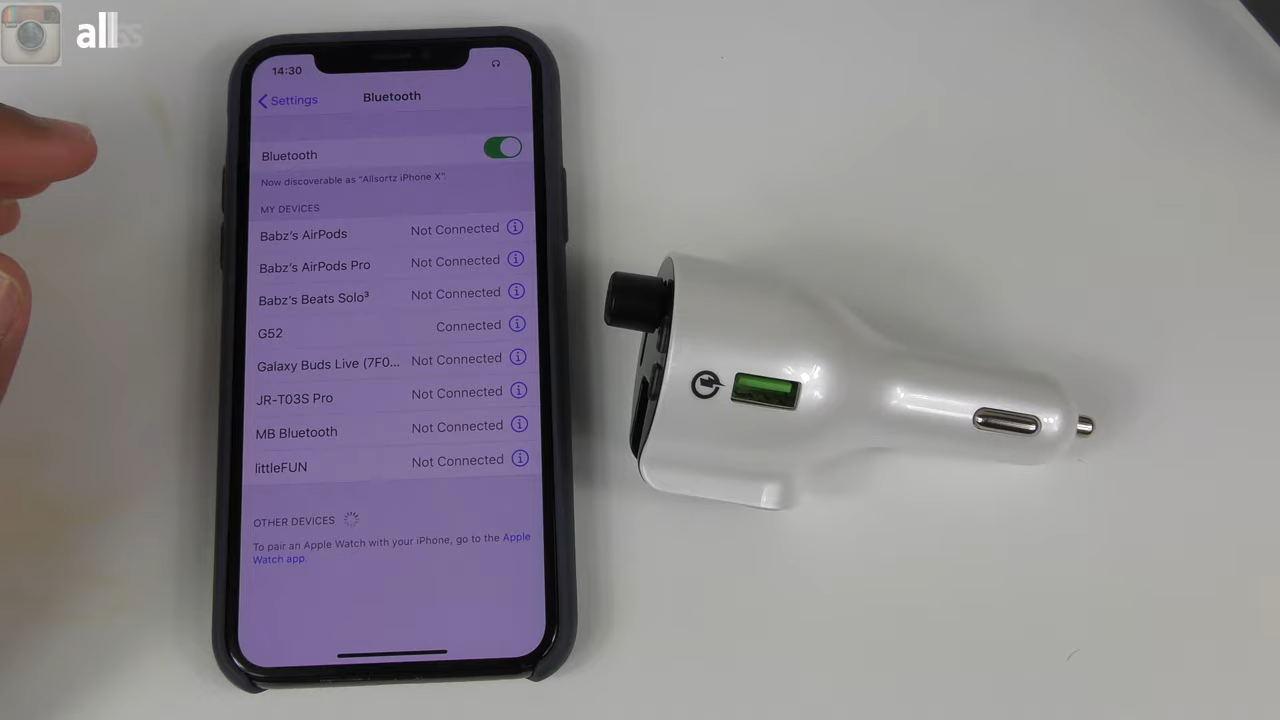 all
14:30
Settings
Bluetooth
Bluetooth
Now discoverable as "Allsortz iPhone X".
MY DEVICES
Babz's AirPods Not Connected
Babz's AirPods Pro Not Connected
Babz's Beats Solo³ Not Connected
G52 Connected
Galaxy Buds Live (7F0... Not Connected
JR-T03S Pro Not Connected
MB Bluetooth Not Connected
littleFUN Not Connected
OTHER DEVICES
To pair an Apple Watch with your iPhone, go to the Apple
Watch app.